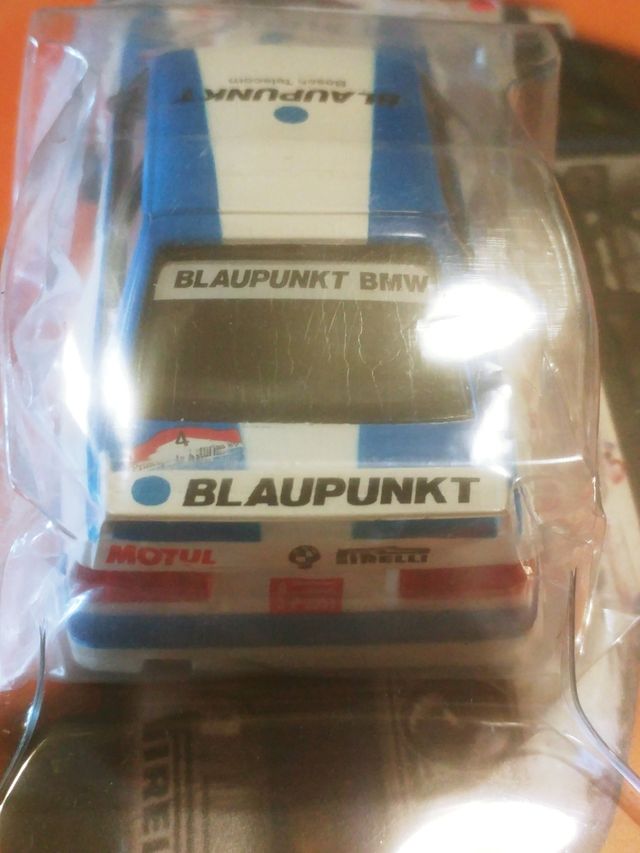 BLAUPUNKT
Bosch Telecom
BLAUPUNKT BMW
4
BLAUPUNKT
MOTUL
PIRELLI